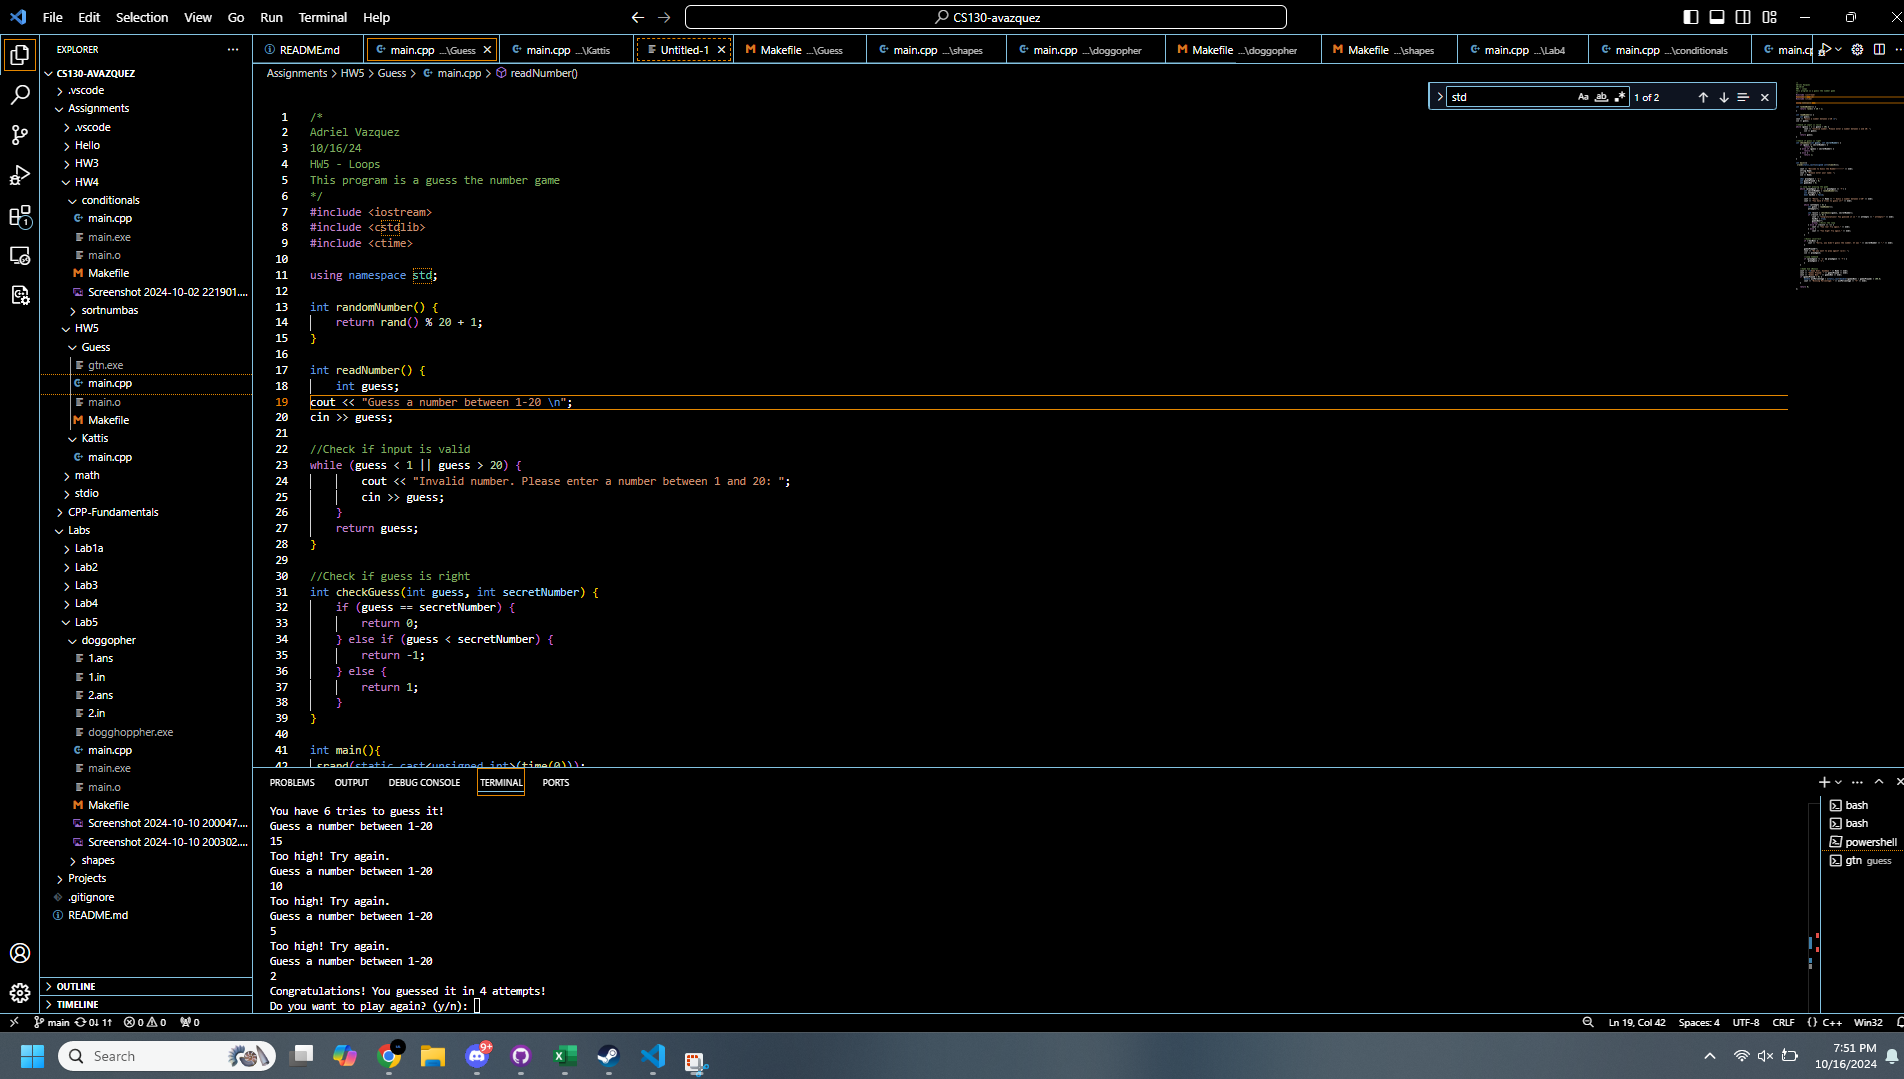 File Edit Selection View Go Run Terminal Help
CS130-avazquez
EXPLORER
README.md main.cpp ...\Guess main.cpp ...\Kattis Untitled-1 Makefile ...\Guess main.cpp ...\shapes main.cpp ...\doggopher Makefile ...\doggopher Makefile ...\shapes main.cpp ...\Lab4 main.cpp ...\conditionals main.cp
Assignments > HW5 > Guess > main.cpp > readNumber()
std
Aa ab 1 of 2
CS130-AVAZQUEZ
.vscode
Assignments
.vscode
Hello
HW3
HW4
conditionals
main.cpp
main.exe
main.o
Makefile
Screenshot 2024-10-02 221901....
sortnumbas
HW5
Guess
gtn.exe
main.cpp
main.o
Makefile
Kattis
main.cpp
math
stdio
CPP-Fundamentals
Labs
Lab1a
Lab2
Lab3
Lab4
Lab5
doggopher
1.ans
1.in
2.ans
2.in
dogghoppher.exe
main.cpp
main.exe
main.o
Makefile
Screenshot 2024-10-10 200047....
Screenshot 2024-10-10 200302....
shapes
Projects
.gitignore
README.md
OUTLINE
TIMELINE
1 /*
2 Adriel Vazquez
3 10/16/24
4 HW5 - Loops
5 This program is a guess the number game
6 */
7 #include <iostream>
8 #include <cstdlib>
9 #include <ctime>
10
11 using namespace std;
12
13 int randomNumber() {
14 return rand() % 20 + 1;
15 }
16
17 int readNumber() {
18 int guess;
19 cout << "Guess a number between 1-20 \n";
20 cin >> guess;
21
22 //Check if input is valid
23 while (guess < 1 || guess > 20) {
24 cout << "Invalid number. Please enter a number between 1 and 20: ";
25 cin >> guess;
26 }
27 return guess;
28 }
29
30 //Check if guess is right
31 int checkGuess(int guess, int secretNumber) {
32 if (guess == secretNumber) {
33 return 0;
34 } else if (guess < secretNumber) {
35 return -1;
36 } else {
37 return 1;
38 }
39 }
40
41 int main(){
42 srand(static_cast<unsigned int>(time(0)));
PROBLEMS OUTPUT DEBUG CONSOLE TERMINAL PORTS
You have 6 tries to guess it!
Guess a number between 1-20
15
Too high! Try again.
Guess a number between 1-20
10
Too high! Try again.
Guess a number between 1-20
5
Too high! Try again.
Guess a number between 1-20
2
Congratulations! You guessed it in 4 attempts!
Do you want to play again? (y/n):
bash
bash
powershell
gtn guess
main 0↓ 1↑ 0 0 0
Ln 19, Col 42 Spaces: 4 UTF-8 CRLF {} C++ Win32
Search
9+
7:51 PM
10/16/2024